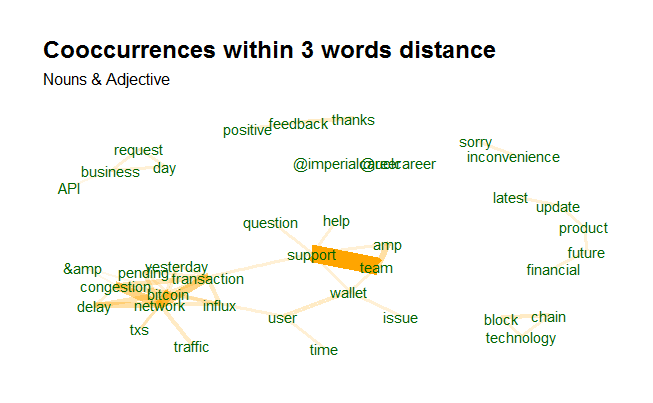 Cooccurrences within 3 words distance
Nouns & Adjective
positive feedback thanks
request
business day
API
sorry
inconvenience
latest
update
product
future
financial
question help
support amp
team
wallet
user issue
time
&amp yesterday
pending transaction
congestion
bitcoin
delay network influx
txs
traffic
block chain
technology